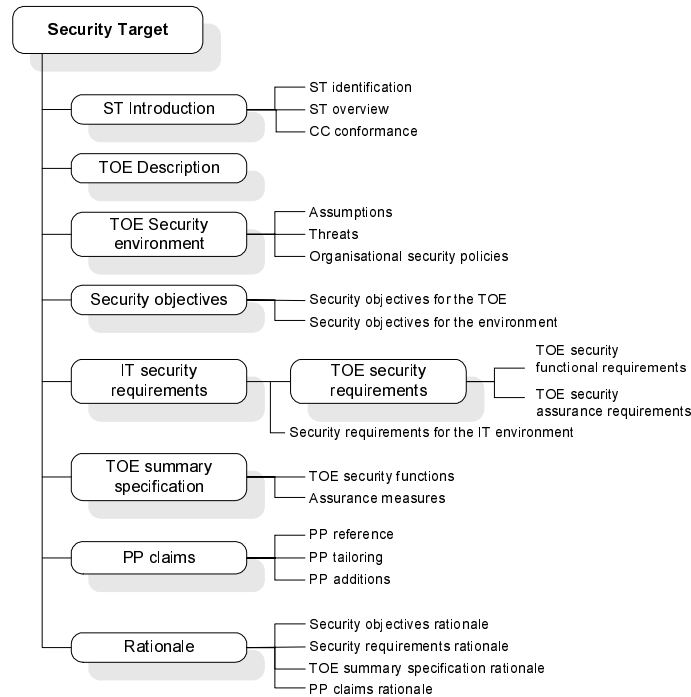 Security Target
ST Introduction
ST identification
ST overview
CC conformance
TOE Description
TOE Security
environment
Assumptions
Threats
Organisational security policies
Security objectives
Security objectives for the TOE
Security objectives for the environment
IT security
requirements
TOE security
requirements
TOE security
functional requirements
TOE security
assurance requirements
Security requirements for the IT environment
TOE summary
specification
TOE security functions
Assurance measures
PP claims
PP reference
PP tailoring
PP additions
Rationale
Security objectives rationale
Security requirements rationale
TOE summary specification rationale
PP claims rationale